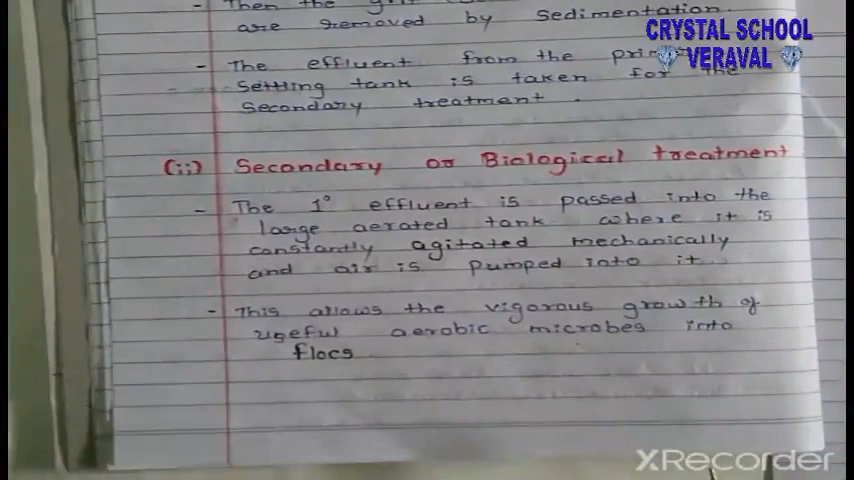 - Then the
are removed by sedimentation.
CRYSTAL SCHOOL
VERAVAL
- The effluent from the
settling tank is taken for the
Secondary treatment.
(ii) Secondary or Biological treatment
- The 1° effluent is passed into the
large aerated tank where it is
constantly agitated mechanically
and air is pumped into it.
- This allows the vigorous growth of
useful aerobic microbes into
flocs
XRecorder